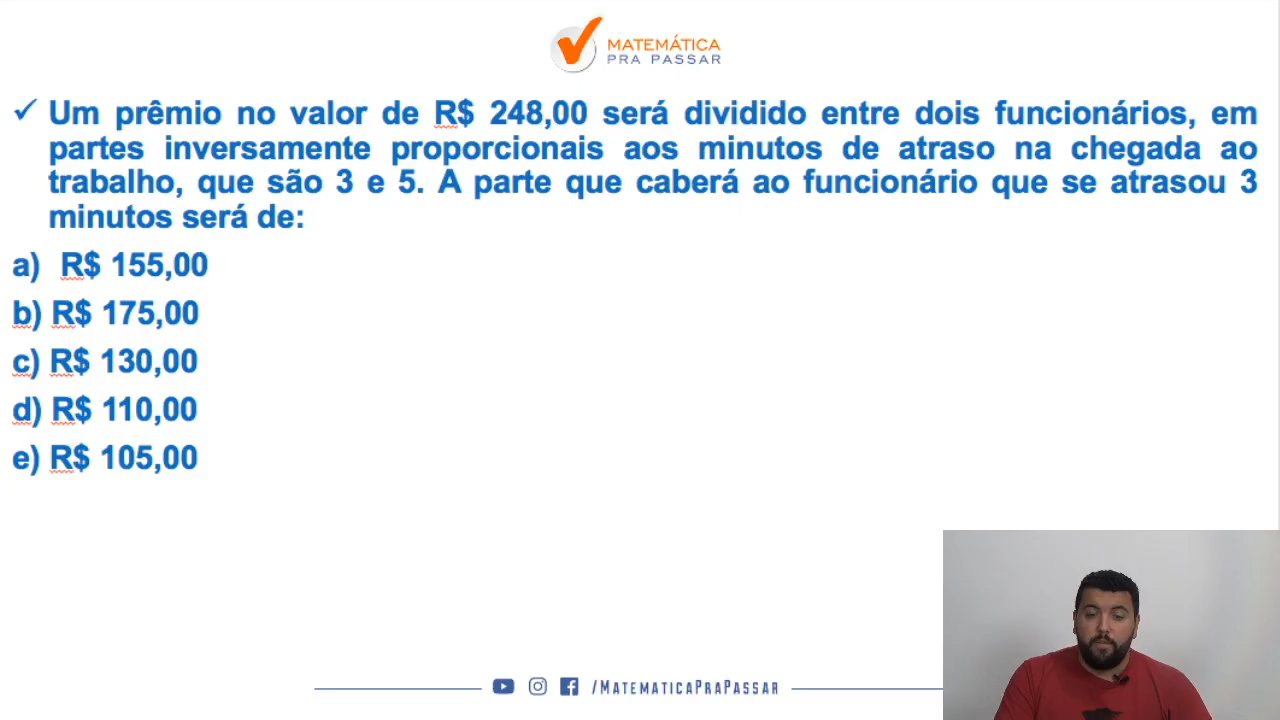 MATEMÁTICA
PRA PASSAR
✓ Um prêmio no valor de R$ 248,00 será dividido entre dois funcionários, em
partes inversamente proporcionais aos minutos de atraso na chegada ao
trabalho, que são 3 e 5. A parte que caberá ao funcionário que se atrasou 3
minutos será de:
a) R$ 155,00
b) R$ 175,00
c) R$ 130,00
d) R$ 110,00
e) R$ 105,00
/MATEMATICAPRAPASSAR